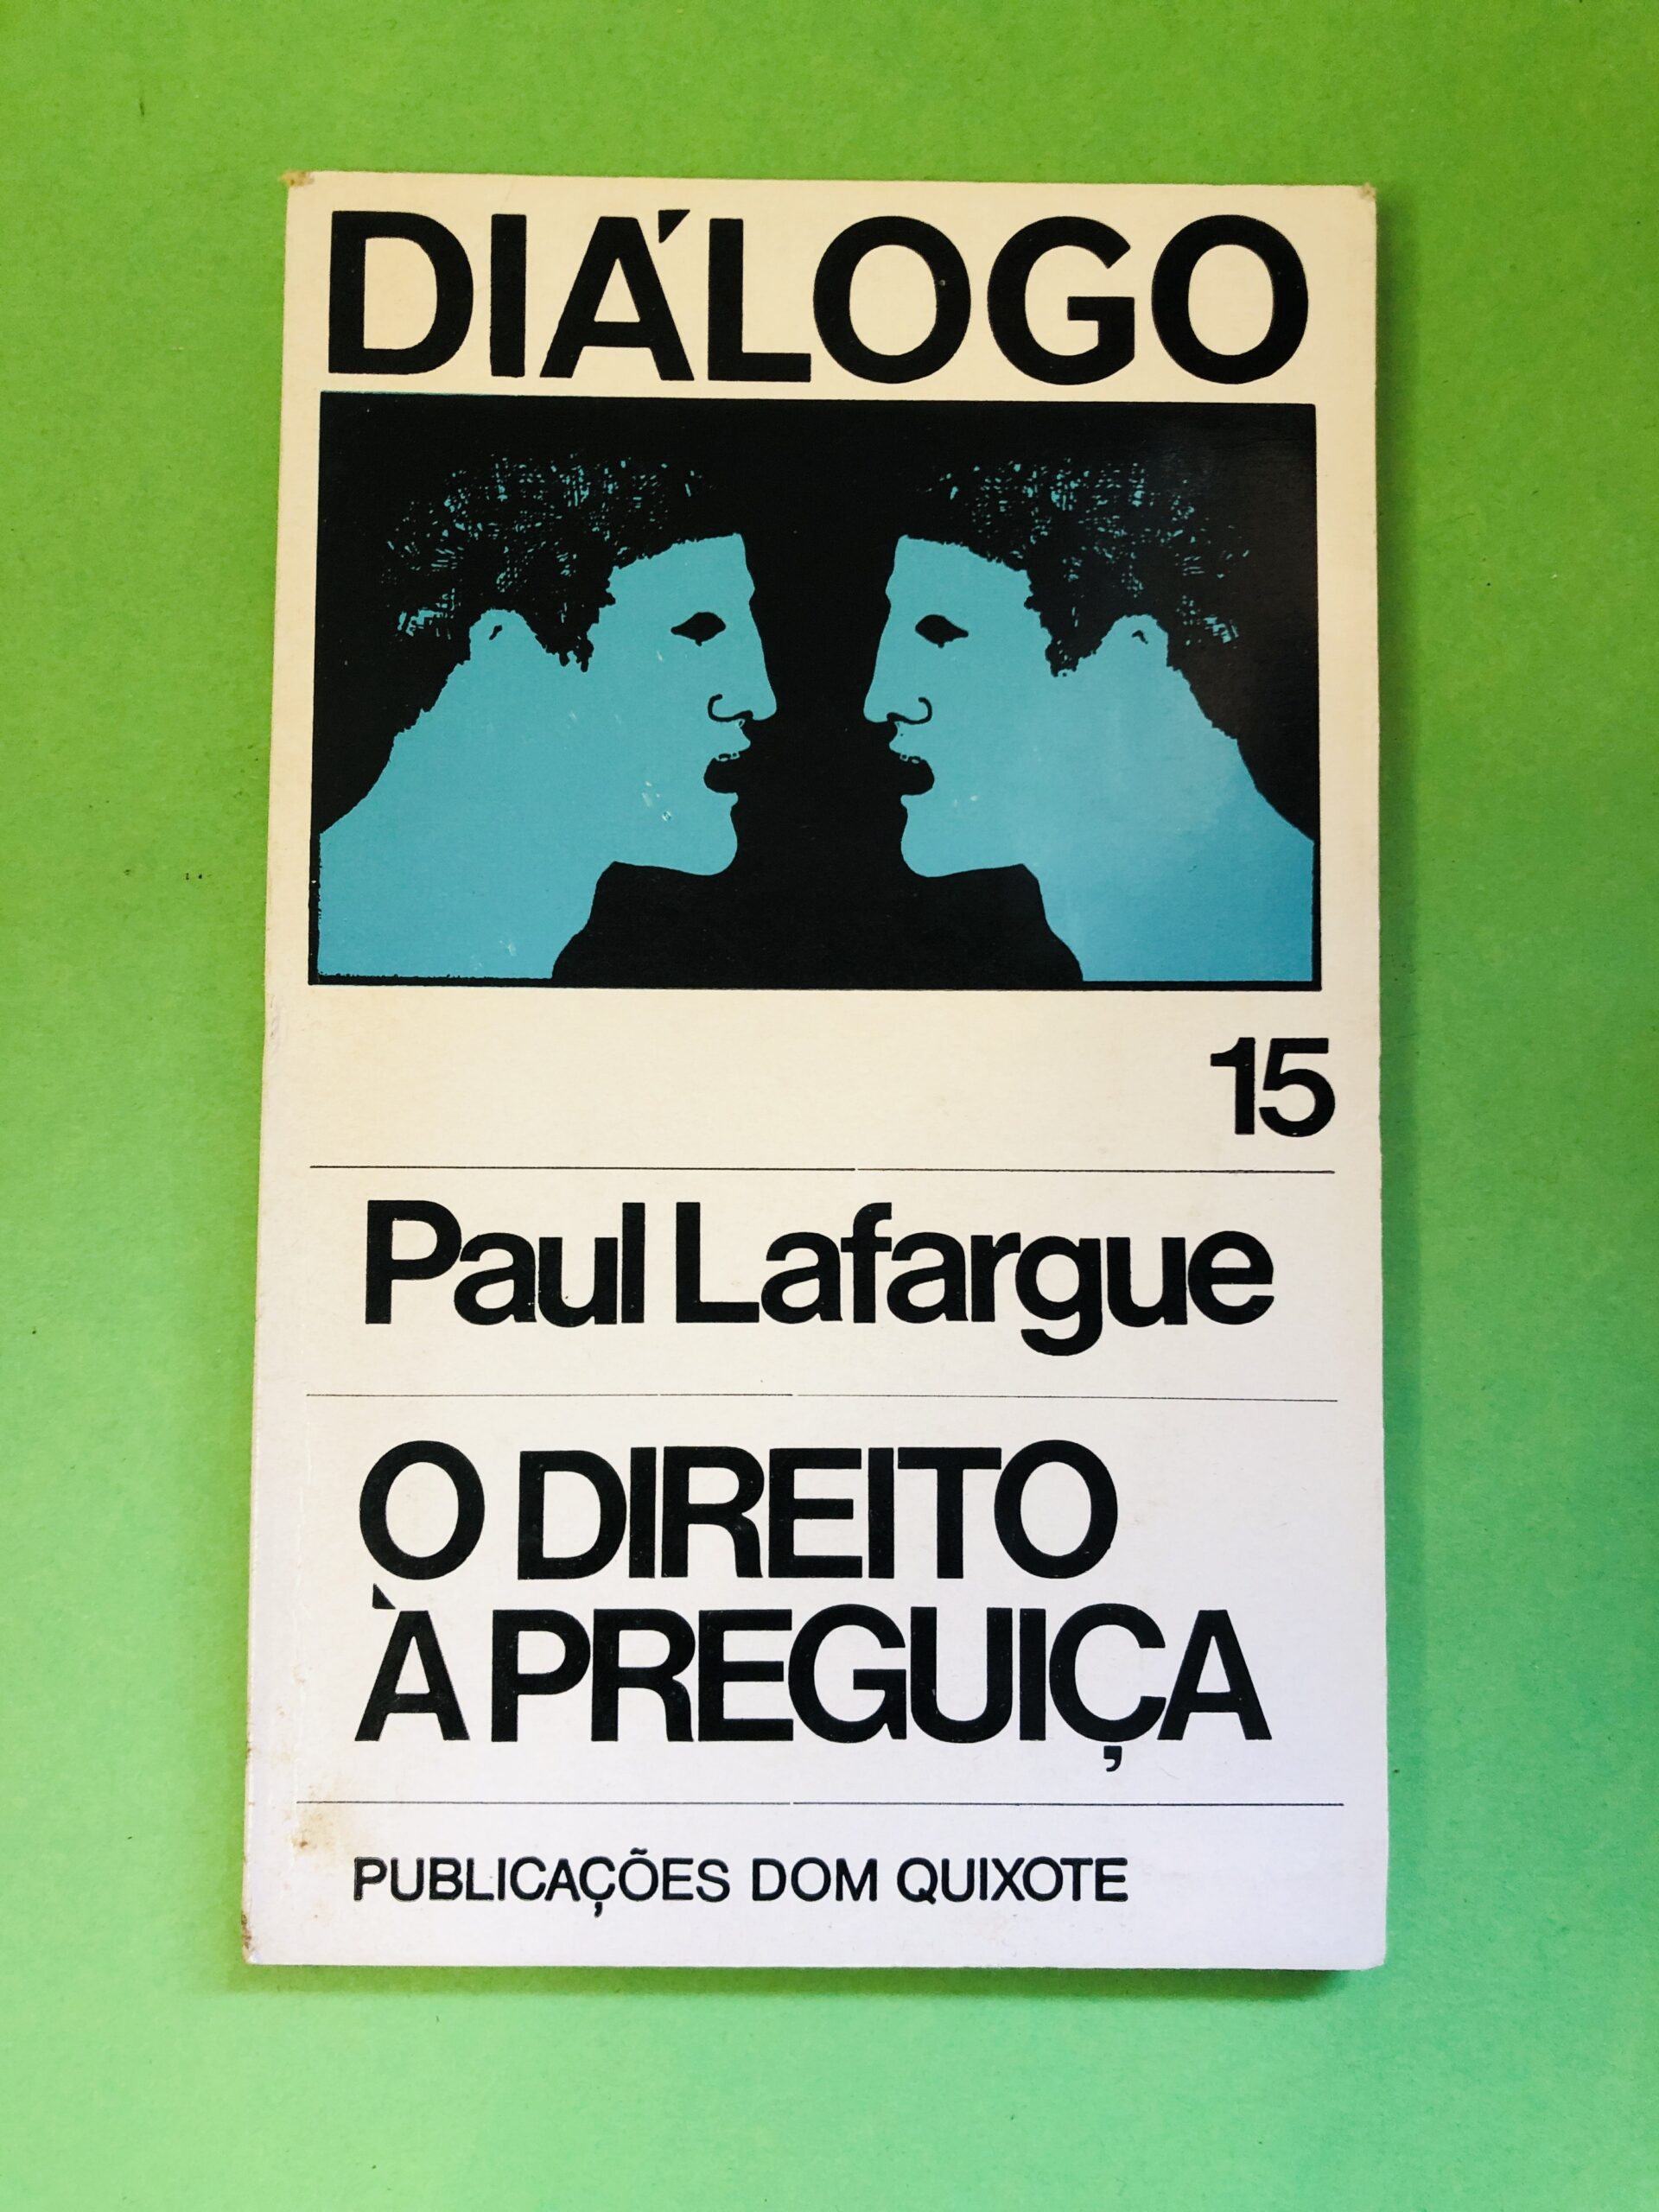 DIÁLOGO
15
Paul Lafargue
O DIREITO
À PREGUIÇA
PUBLICAÇÕES DOM QUIXOTE